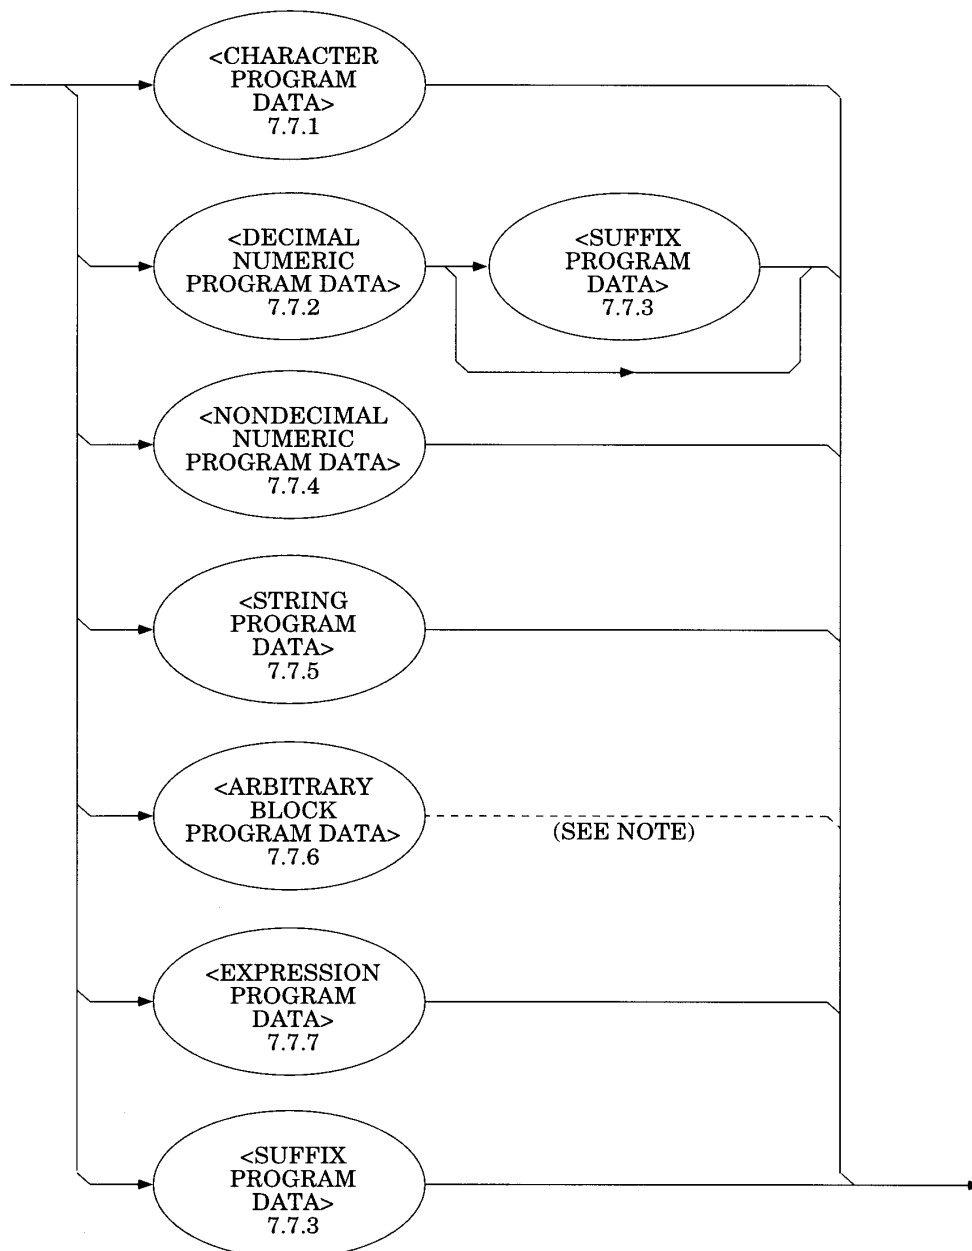 <CHARACTER
PROGRAM
DATA>
7.7.1
<DECIMAL
NUMERIC
PROGRAM DATA>
7.7.2
<SUFFIX
PROGRAM
DATA>
7.7.3
<NONDECIMAL
NUMERIC
PROGRAM DATA>
7.7.4
<STRING
PROGRAM
DATA>
7.7.5
<ARBITRARY
BLOCK
PROGRAM DATA>
7.7.6
(SEE NOTE)
<EXPRESSION
PROGRAM
DATA>
7.7.7
<SUFFIX
PROGRAM
DATA>
7.7.3